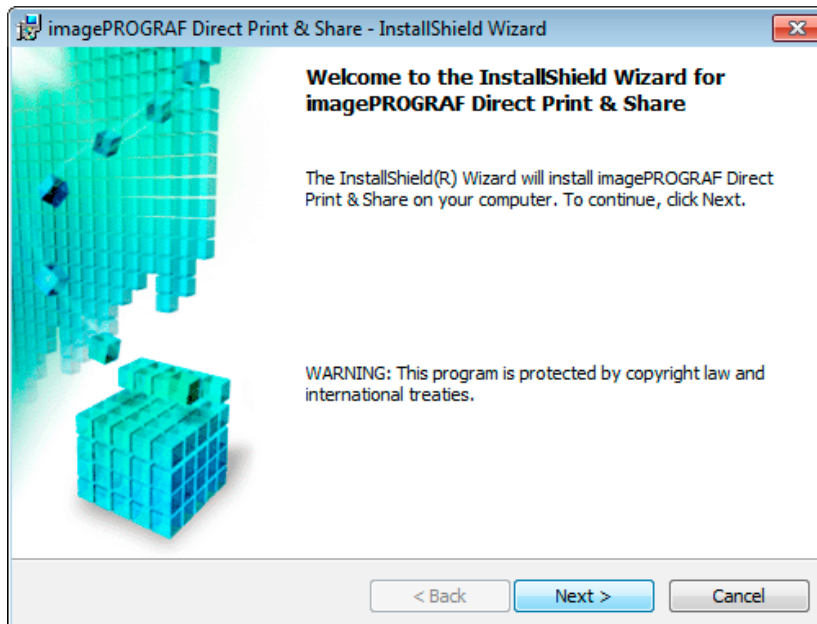 imagePROGRAF Direct Print & Share - InstallShield Wizard
Welcome to the InstallShield Wizard for
imagePROGRAF Direct Print & Share
The InstallShield(R) Wizard will install imagePROGRAF Direct
Print & Share on your computer. To continue, click Next.
WARNING: This program is protected by copyright law and
international treaties.
< Back Next > Cancel